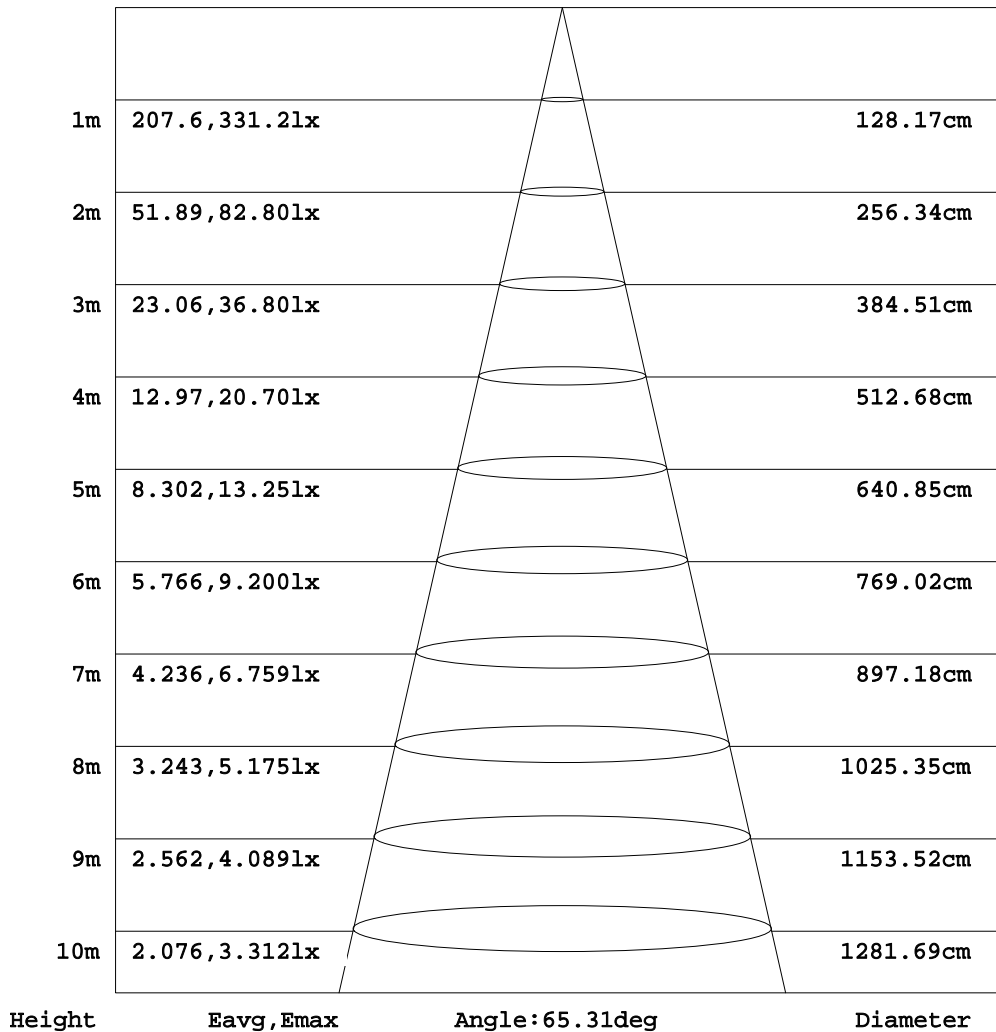 1m 207.6,331.2lx 128.17cm
2m 51.89,82.80lx 256.34cm
3m 23.06,36.80lx 384.51cm
4m 12.97,20.70lx 512.68cm
5m 8.302,13.25lx 640.85cm
6m 5.766,9.200lx 769.02cm
7m 4.236,6.759lx 897.18cm
8m 3.243,5.175lx 1025.35cm
9m 2.562,4.089lx 1153.52cm
10m 2.076,3.312lx 1281.69cm
Height Eavg,Emax Angle:65.31deg Diameter